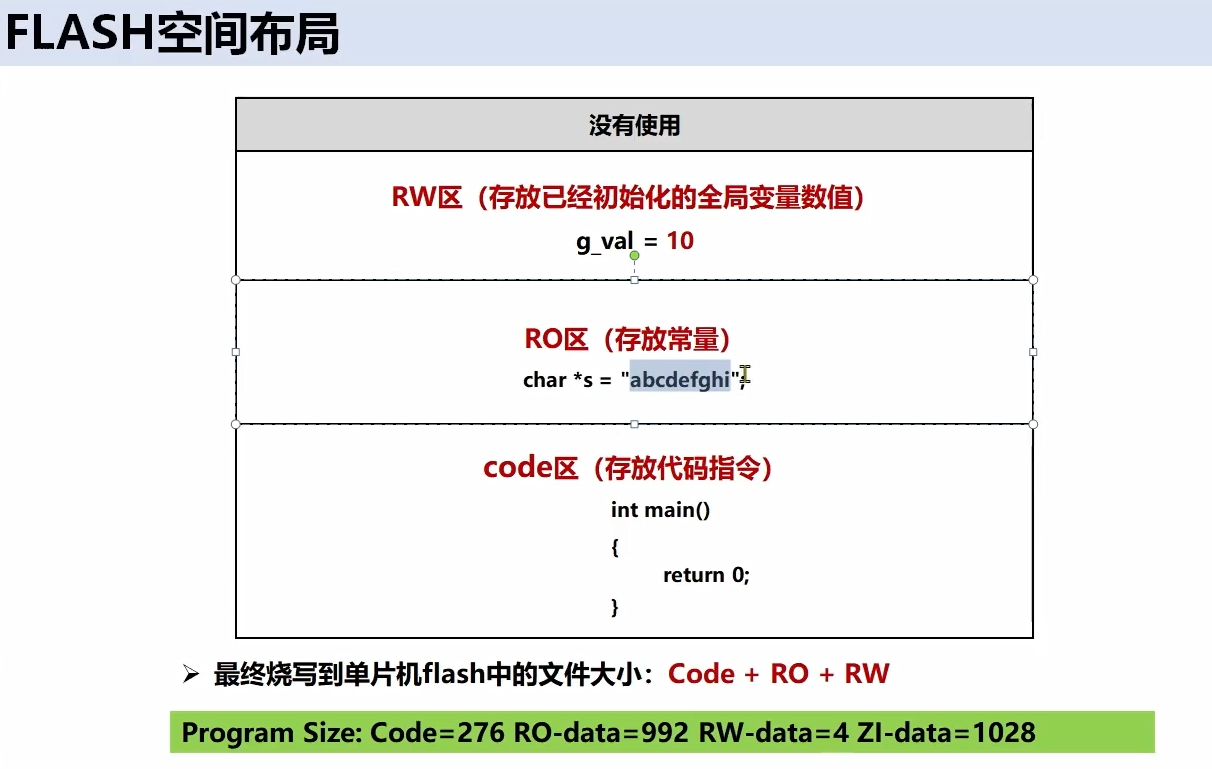 FLASH空间布局
没有使用
RW区（存放已经初始化的全局变量数值）
g_val = 10
RO区（存放常量）
char *s = "abcdefghi";
code区（存放代码指令）
int main()
{
return 0;
}
➢ 最终烧写到单片机flash中的文件大小：Code + RO + RW
Program Size: Code=276 RO-data=992 RW-data=4 ZI-data=1028